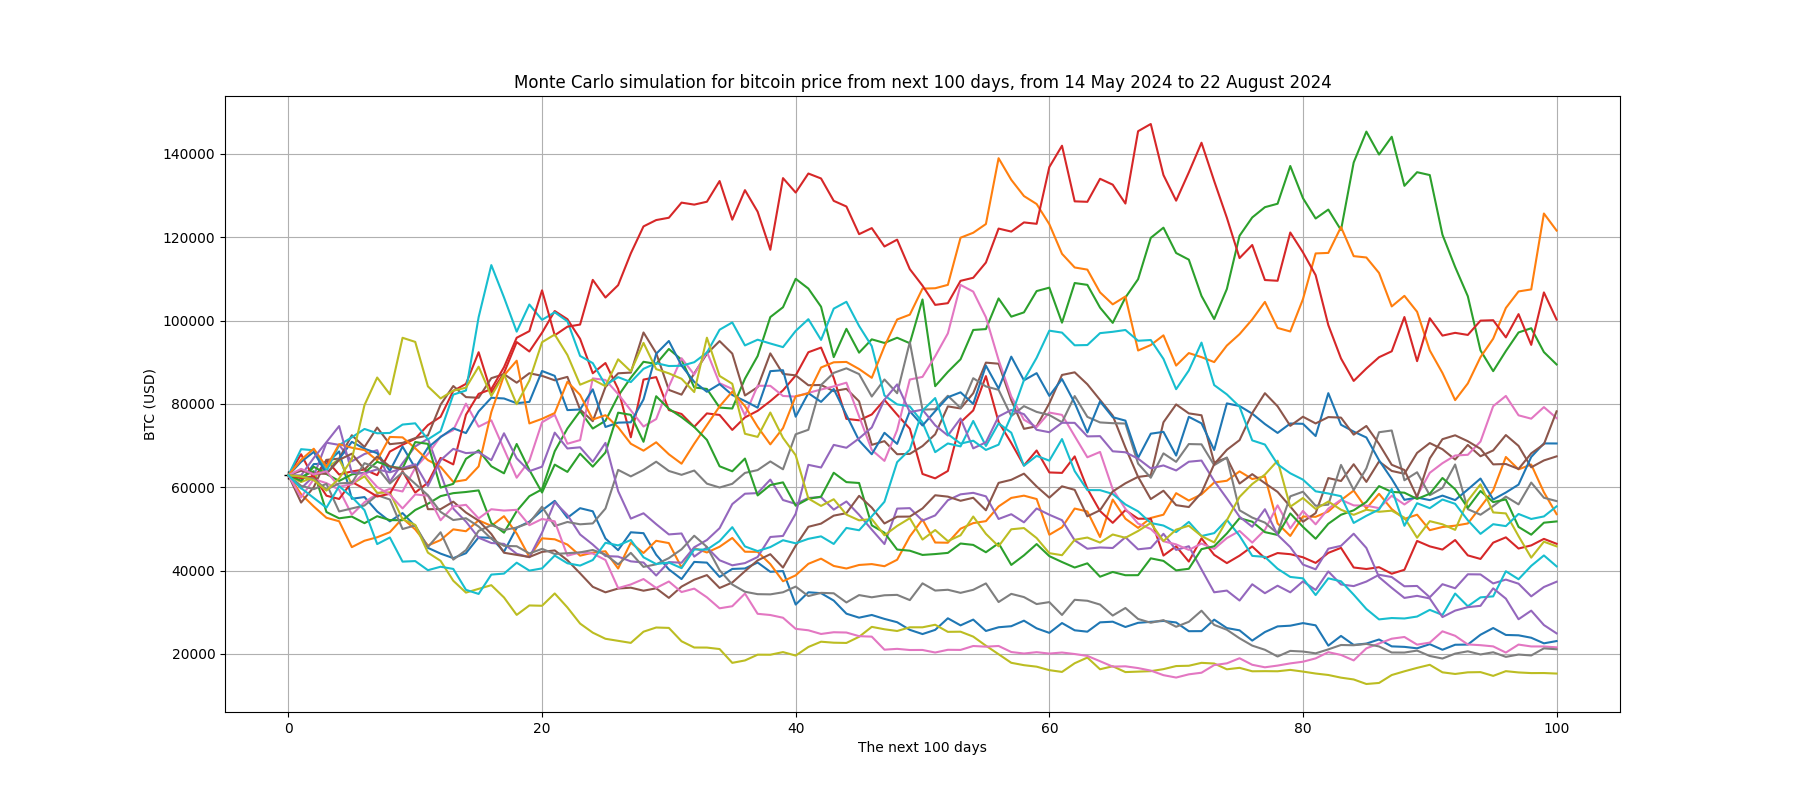 Monte Carlo simulation for bitcoin price from next 100 days, from 14 May 2024 to 22 August 2024
BTC (USD)
140000
120000
100000
80000
60000
40000
20000
0 20 40 60 80 100
The next 100 days